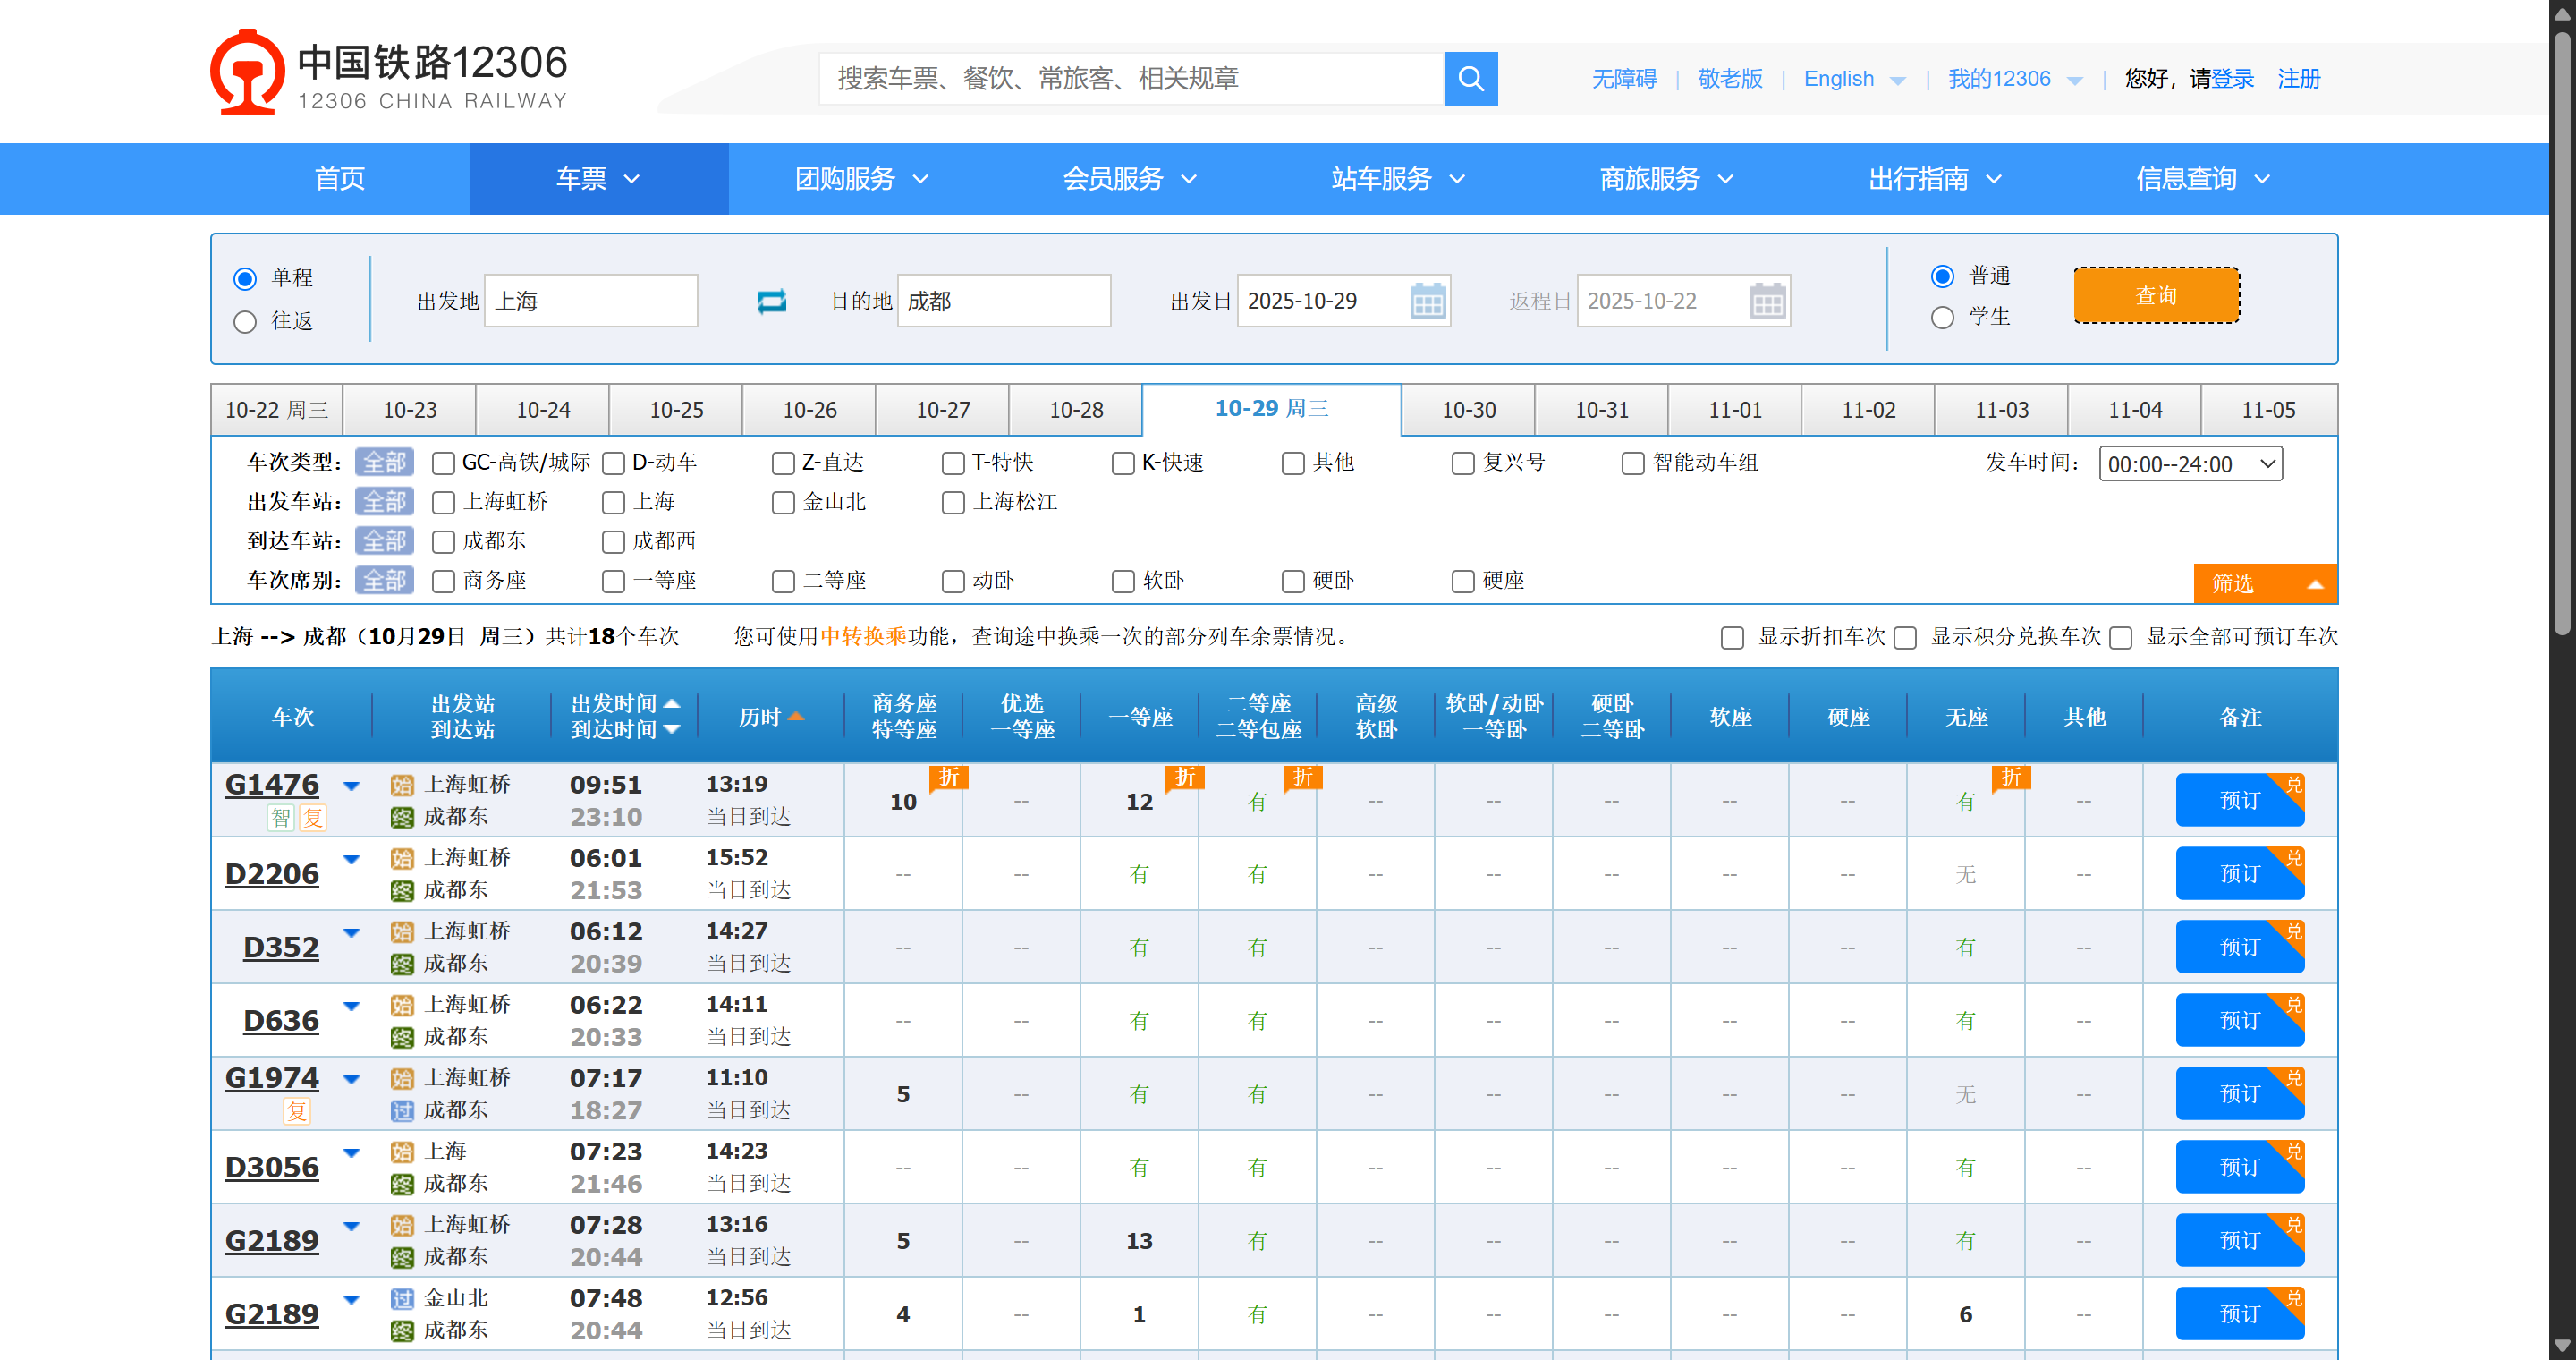 中国铁路12306
12306 CHINA RAILWAY
搜索车票、餐饮、常旅客、相关规章
无障碍 | 敬老版 | English | 我的12306 | 您好，请登录 注册
首页 车票 团购服务 会员服务 站车服务 商旅服务 出行指南 信息查询
单程
往返
出发地 上海
目的地 成都
出发日 2025-10-29
返程日 2025-10-22
普通
学生
查询
10-22 周三 10-23 10-24 10-25 10-26 10-27 10-28 10-29 周三 10-30 10-31 11-01 11-02 11-03 11-04 11-05
车次类型： 全部 GC-高铁/城际 D-动车 Z-直达 T-特快 K-快速 其他 复兴号 智能动车组 发车时间： 00:00--24:00
出发车站： 全部 上海虹桥 上海 金山北 上海松江
到达车站： 全部 成都东 成都西
车次席别： 全部 商务座 一等座 二等座 动卧 软卧 硬卧 硬座
筛选
上海 --> 成都（10月29日 周三）共计18个车次 您可使用中转换乘功能，查询途中换乘一次的部分列车余票情况。 显示折扣车次 显示积分兑换车次 显示全部可预订车次
车次 出发站 出发时间 历时 商务座 优选 一等座 二等座 高级 软卧/动卧 硬卧 软座 硬座 无座 其他 备注
到达站 到达时间 特等座 一等座 二等包座 软卧 一等卧 二等卧
G1476 始 上海虹桥 09:51 13:19 10 折 -- 12 折 有 折 -- -- -- -- -- 有 折 -- 预订 兑
智 复 终 成都东 23:10 当日到达
D2206 始 上海虹桥 06:01 15:52 -- -- 有 有 -- -- -- -- -- 无 -- 预订 兑
终 成都东 21:53 当日到达
D352 始 上海虹桥 06:12 14:27 -- -- 有 有 -- -- -- -- -- 有 -- 预订 兑
终 成都东 20:39 当日到达
D636 始 上海虹桥 06:22 14:11 -- -- 有 有 -- -- -- -- -- 有 -- 预订 兑
终 成都东 20:33 当日到达
G1974 始 上海虹桥 07:17 11:10 5 -- 有 有 -- -- -- -- -- 无 -- 预订 兑
复 过 成都东 18:27 当日到达
D3056 始 上海 07:23 14:23 -- -- 有 有 -- -- -- -- -- 有 -- 预订 兑
终 成都东 21:46 当日到达
G2189 始 上海虹桥 07:28 13:16 5 -- 13 有 -- -- -- -- -- 有 -- 预订 兑
终 成都东 20:44 当日到达
G2189 过 金山北 07:48 12:56 4 -- 1 有 -- -- -- -- -- 6 -- 预订 兑
终 成都东 20:44 当日到达